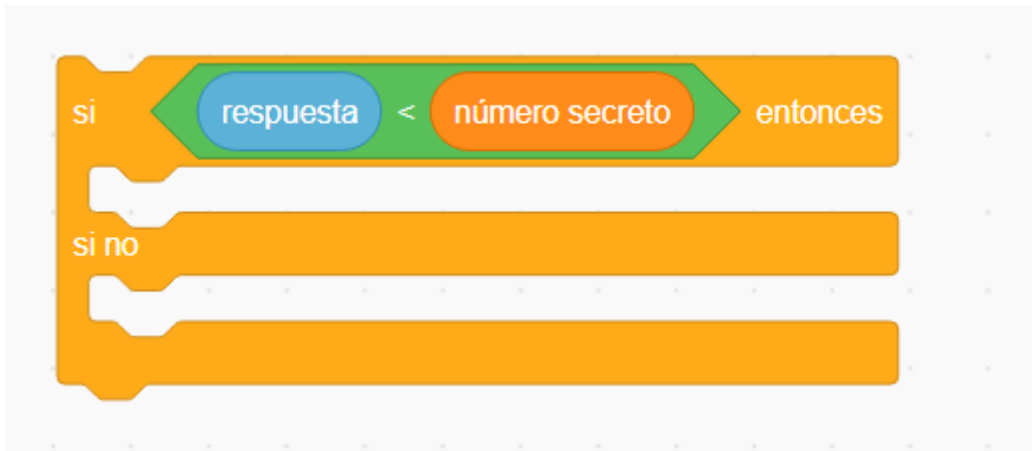 si respuesta < número secreto entonces
si no